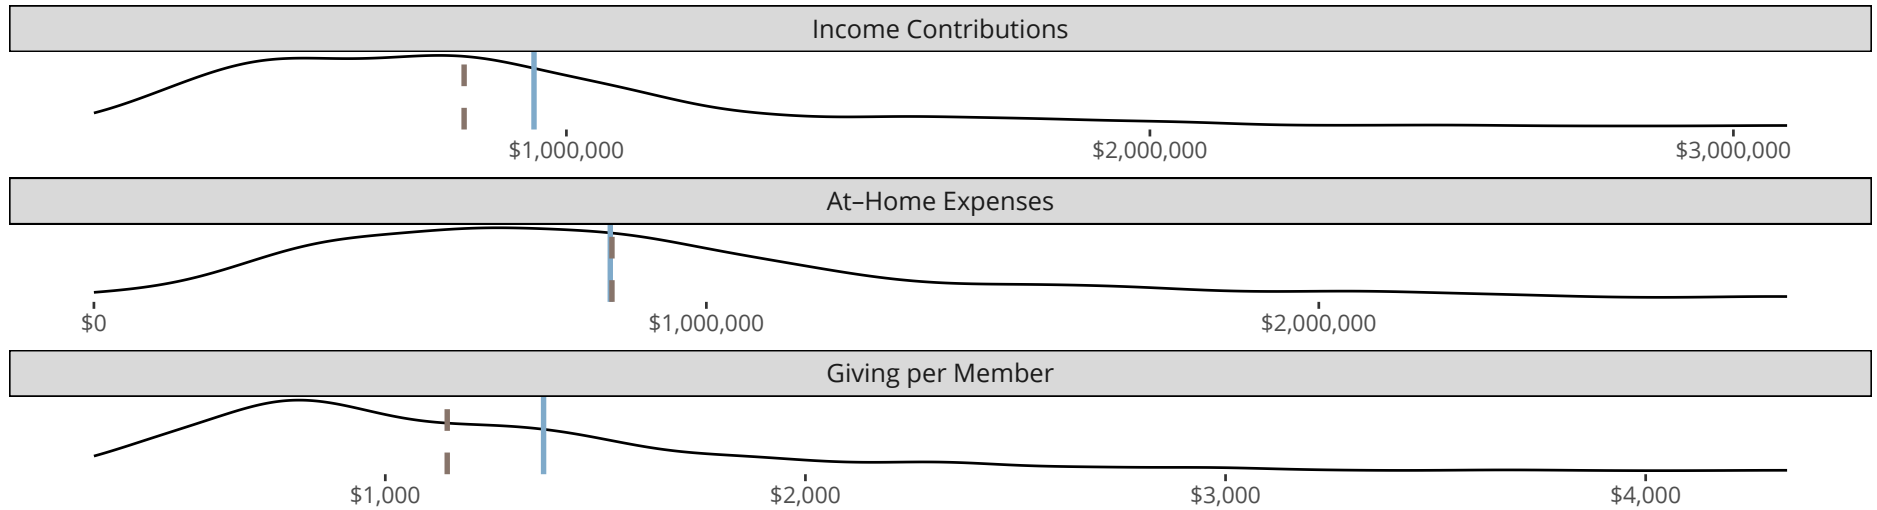 Income Contributions
$1,000,000 $2,000,000 $3,000,000
At–Home Expenses
$0 $1,000,000 $2,000,000
Giving per Member
$1,000 $2,000 $3,000 $4,000